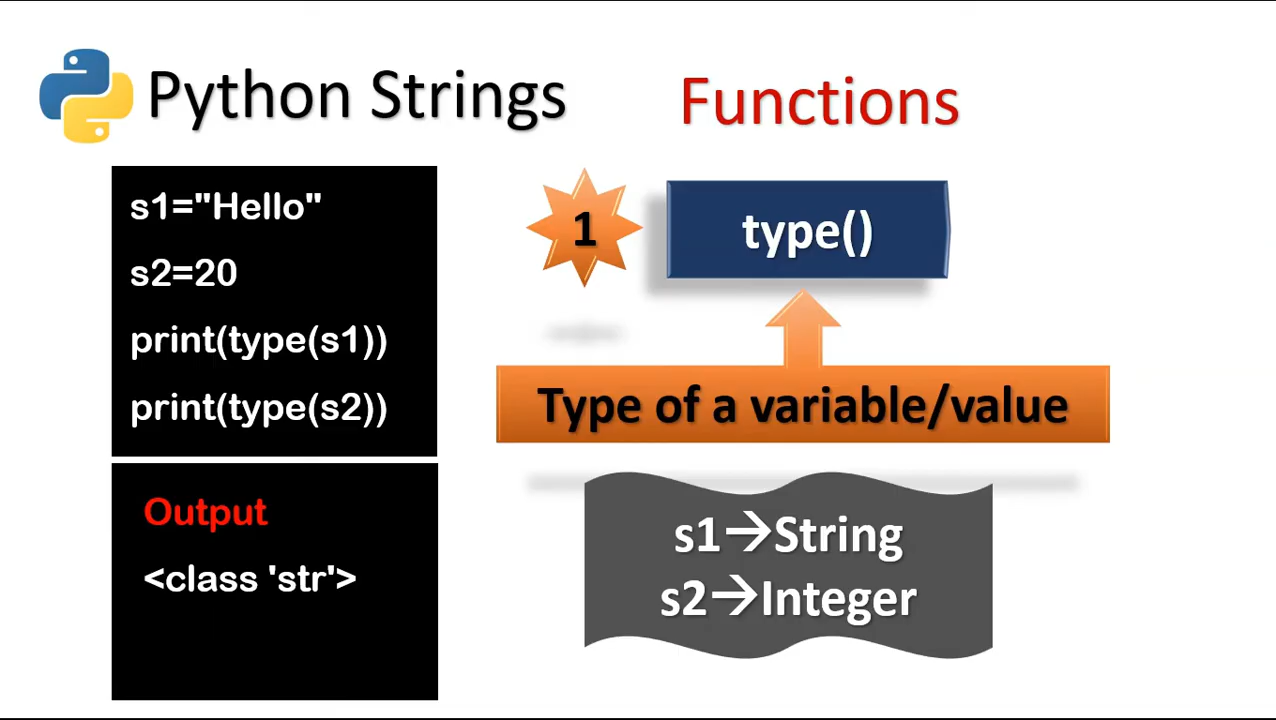 Python Strings
Functions
s1="Hello"
s2=20
print(type(s1))
print(type(s2))
Output
<class 'str'>
1
type()
Type of a variable/value
s1→String
s2→Integer